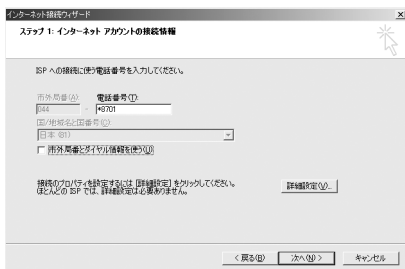 インターネット接続ウィザード
ステップ 1: インターネット アカウントの接続情報
ISP への接続に使う電話番号を入力してください。
市外局番(A): 電話番号(T):
044 - *8701
国/地域名と国番号(C):
日本 (81)
市外局番とダイヤル情報を使う(U)
接続のプロパティを設定するには [詳細設定] をクリックしてください。
ほとんどの ISP では、詳細設定は必要ありません。
詳細設定(V)...
< 戻る(B) 次へ(N) > キャンセル